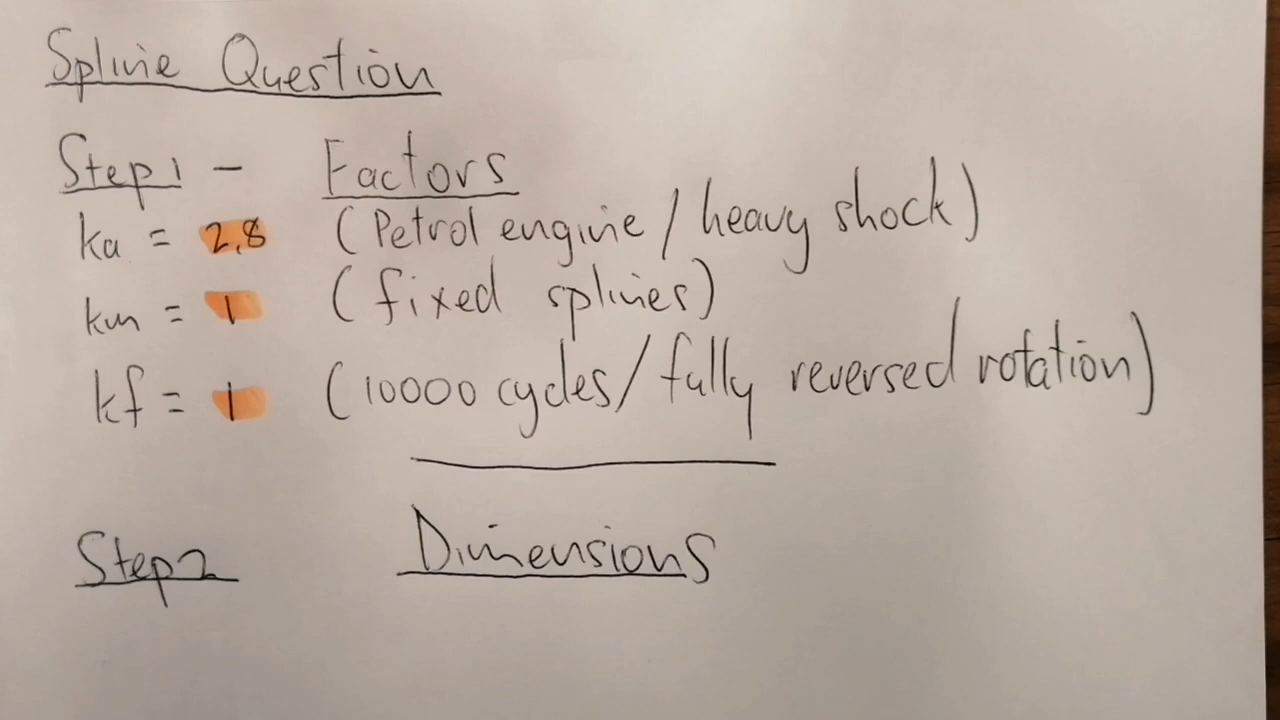 Spline Question
Step 1 - Factors
ka = 2,8 (Petrol engine / heavy shock)
km = 1 (fixed splines)
kf = 1 (10000 cycles / fully reversed rotation)
Step 2 Dimensions